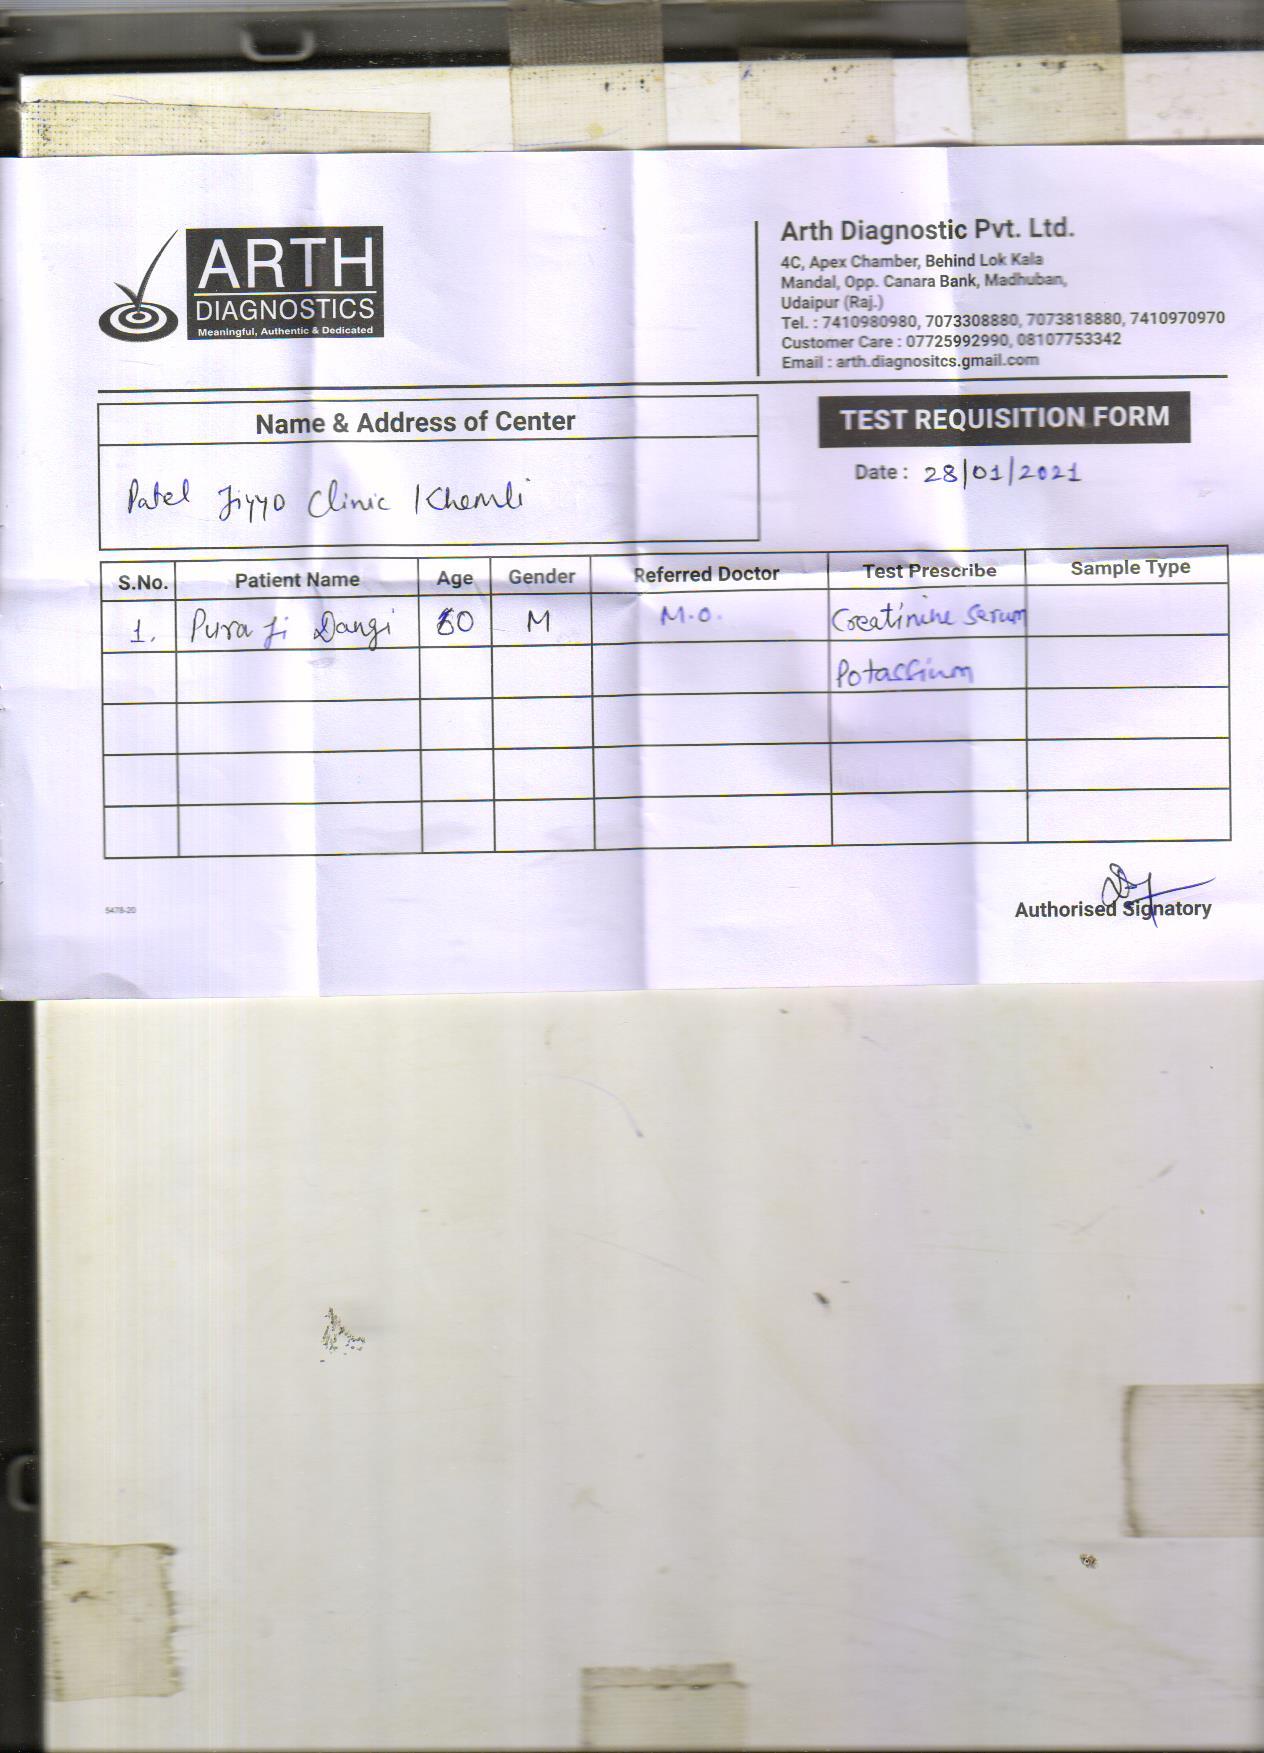 ARTH
DIAGNOSTICS
Meaningful, Authentic & Dedicated
Arth Diagnostic Pvt. Ltd.
4C, Apex Chamber, Behind Lok Kala
Mandal, Opp. Canara Bank, Madhuban,
Udaipur (Raj.)
Tel. : 7410980980, 7073308880, 7073818880, 7410970970
Customer Care : 07725992990, 08107753342
Email : arth.diagnositcs.gmail.com
Name & Address of Center
Patel Jiyyo Clinic Khemli
TEST REQUISITION FORM
Date : 28/01/2021
S.No. Patient Name Age Gender Referred Doctor Test Prescribe Sample Type
1. Pura Ji Dangi 60 M M.O. Creatinine Serum
Potassium
5478-20
Authorised Signatory